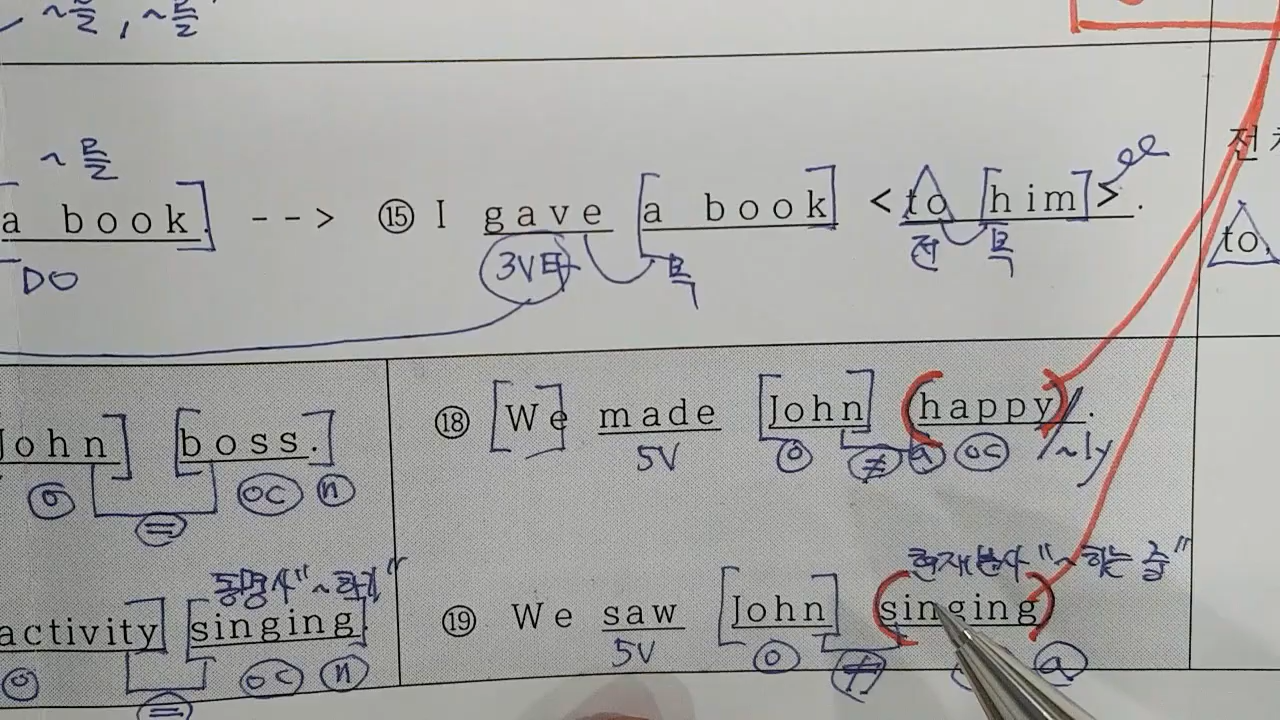 ~를, ~를
~를
a book --> ⑮ I gave a book <to him>.
DO 3V타 목 전 목
전치
to,
John boss. ⑱ We made John happy / .
O = OC n 5V O ≠ a OC / ~ly
동명사 "~하기" 현재분사 "~하는 중"
activity singing. ⑲ We saw John singing
O = OC n 5V O ≠ a